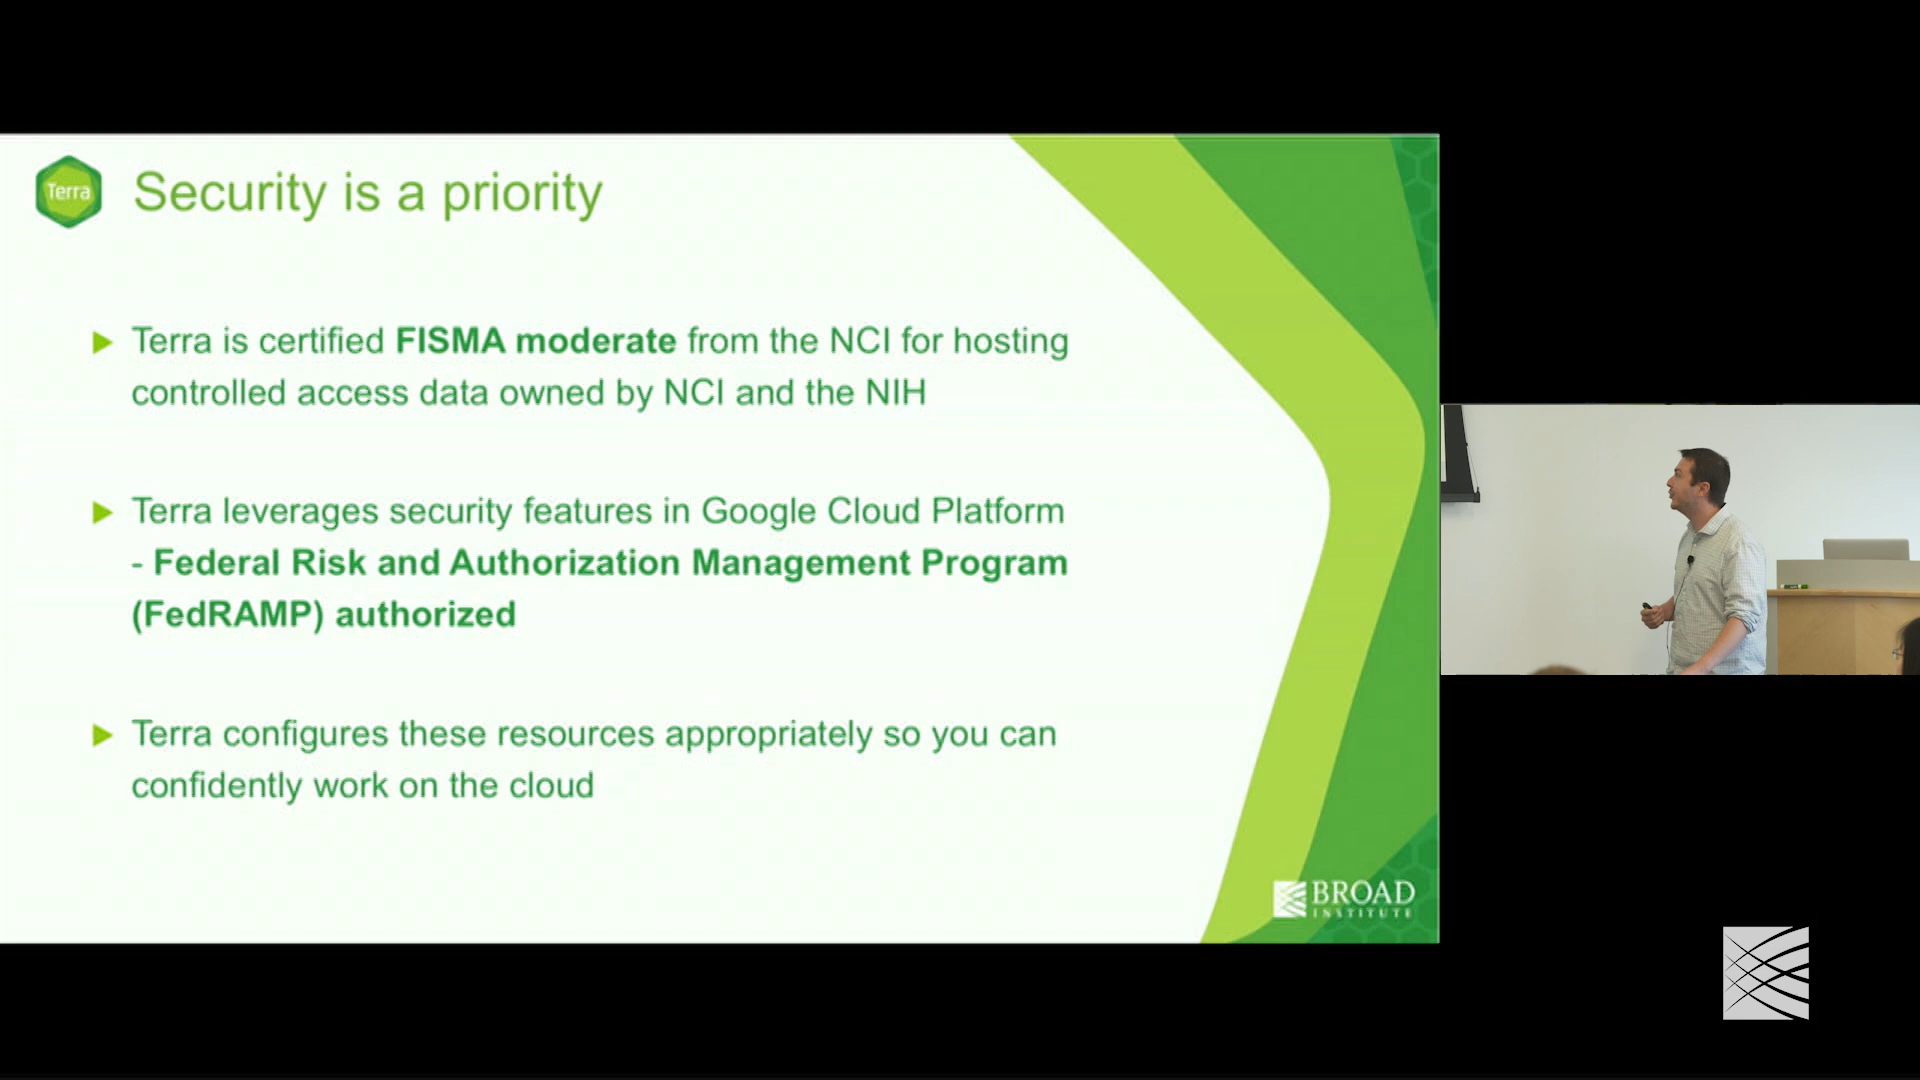 Terra
Security is a priority
Terra is certified FISMA moderate from the NCI for hosting
controlled access data owned by NCI and the NIH
Terra leverages security features in Google Cloud Platform
- Federal Risk and Authorization Management Program
(FedRAMP) authorized
Terra configures these resources appropriately so you can
confidently work on the cloud
BROAD
INSTITUTE